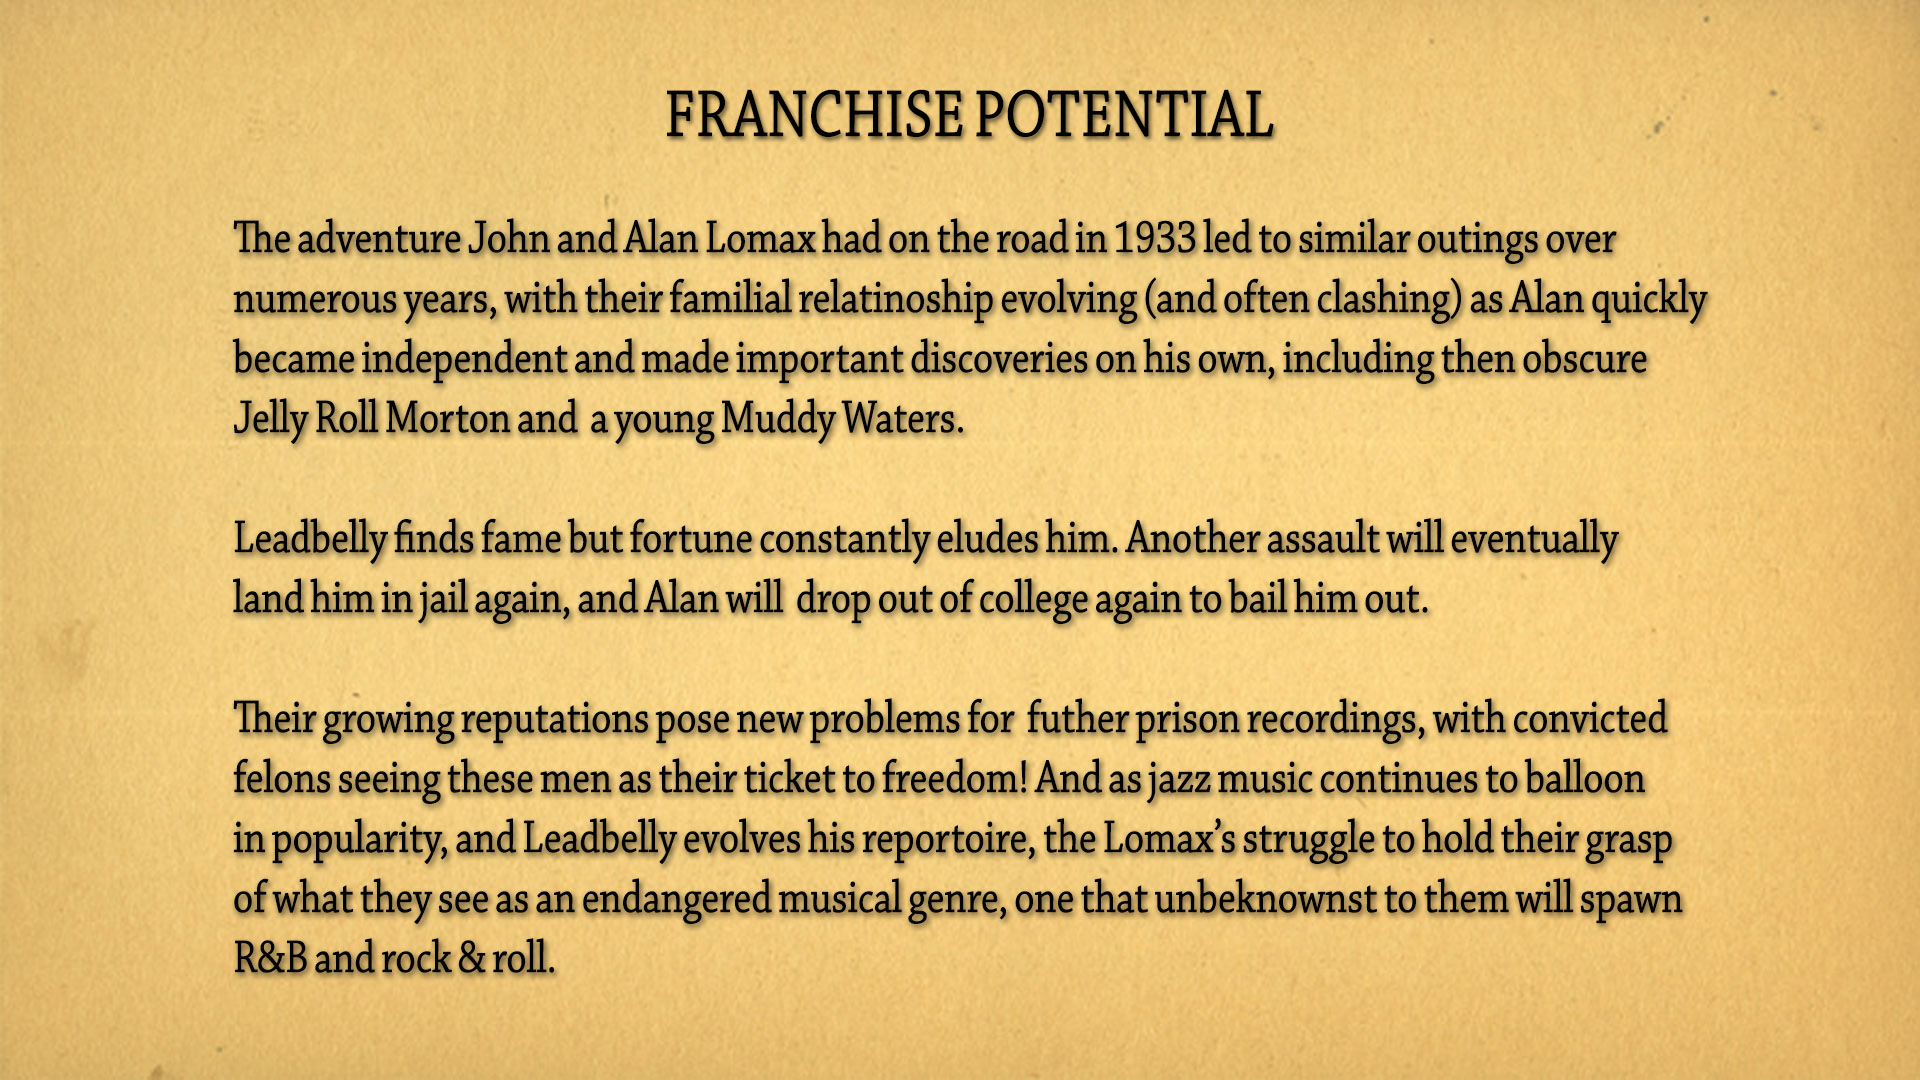 FRANCHISE POTENTIAL
The adventure John and Alan Lomax had on the road in 1933 led to similar outings over
numerous years, with their familial relatinoship evolving (and often clashing) as Alan quickly
became independent and made important discoveries on his own, including then obscure
Jelly Roll Morton and  a young Muddy Waters.
Leadbelly finds fame but fortune constantly eludes him. Another assault will eventually
land him in jail again, and Alan will  drop out of college again to bail him out.
Their growing reputations pose new problems for  futher prison recordings, with convicted
felons seeing these men as their ticket to freedom! And as jazz music continues to balloon
in popularity, and Leadbelly evolves his reportoire, the Lomax’s struggle to hold their grasp
of what they see as an endangered musical genre, one that unbeknownst to them will spawn
R&B and rock & roll.